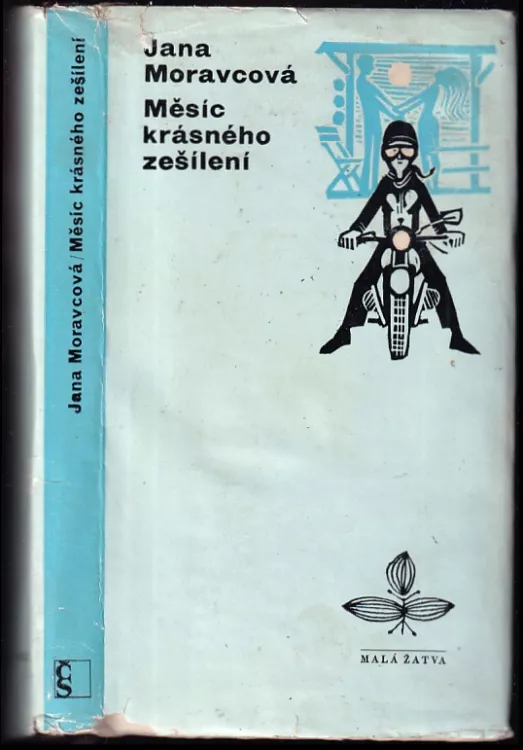 Jana
Moravcová
Měsíc
krásného
zešílení
Jana Moravcová/Měsíc krásného zešílení
ČS
MALÁ ŽATVA